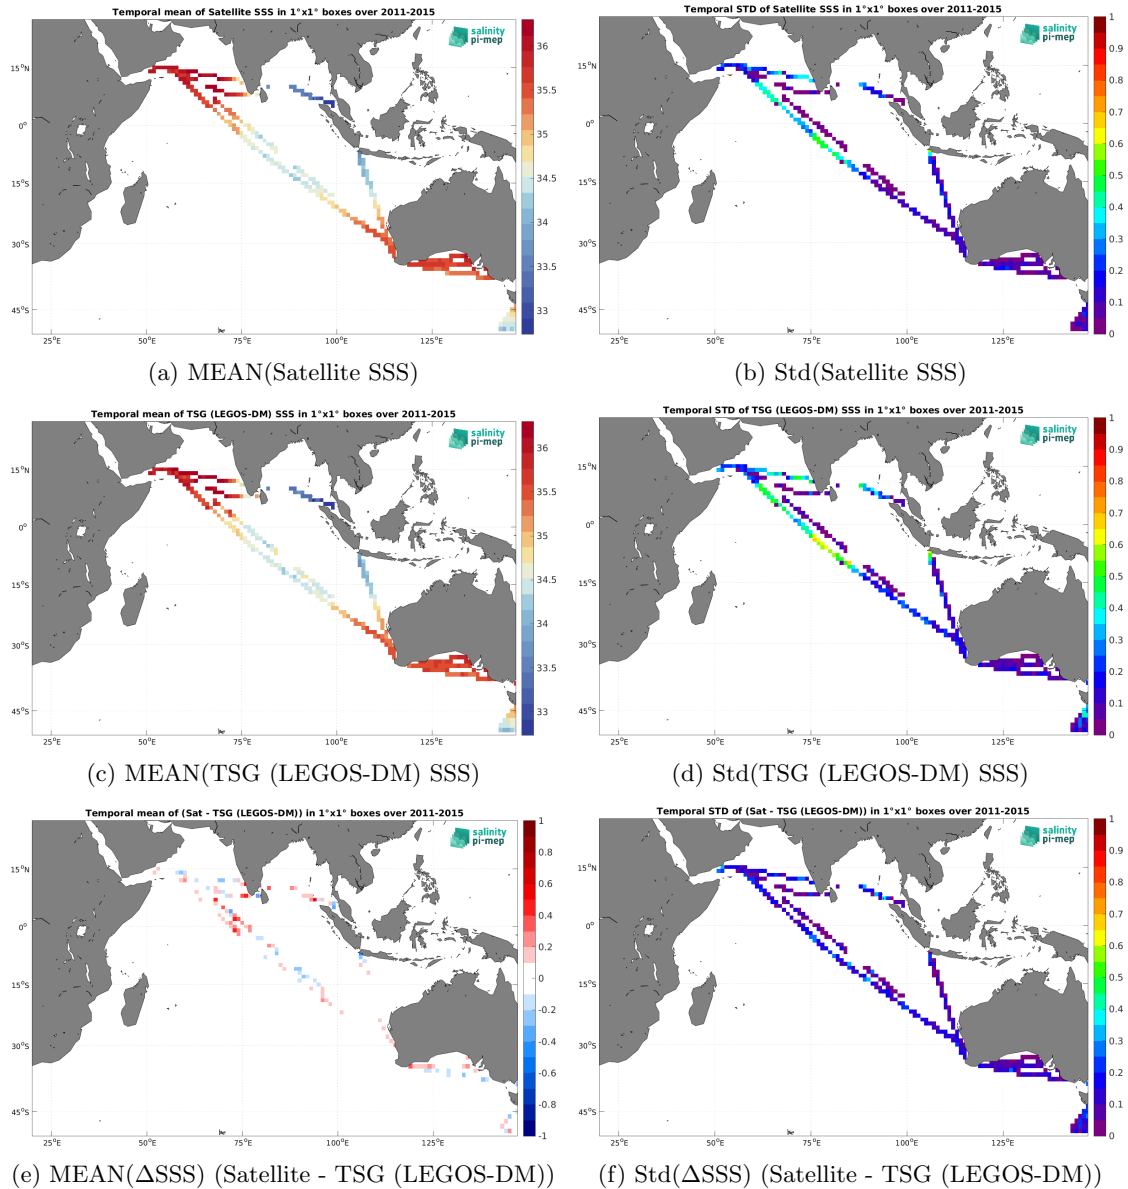 Temporal mean of Satellite SSS in 1°x1° boxes over 2011-2015
salinity
pi-mep
15°N
0°
15°S
30°S
45°S
25°E
50°E
75°E
100°E
125°E
36
35.5
35
34.5
34
33.5
33
(a) MEAN(Satellite SSS)
Temporal STD of Satellite SSS in 1°x1° boxes over 2011-2015
salinity
pi-mep
15°N
0°
15°S
30°S
45°S
25°E
50°E
75°E
100°E
125°E
1
0.9
0.8
0.7
0.6
0.5
0.4
0.3
0.2
0.1
0
(b) Std(Satellite SSS)
Temporal mean of TSG (LEGOS-DM) SSS in 1°x1° boxes over 2011-2015
salinity
pi-mep
15°N
0°
15°S
30°S
45°S
25°E
50°E
75°E
100°E
125°E
36
35.5
35
34.5
34
33.5
33
(c) MEAN(TSG (LEGOS-DM) SSS)
Temporal STD of TSG (LEGOS-DM) SSS in 1°x1° boxes over 2011-2015
salinity
pi-mep
15°N
0°
15°S
30°S
45°S
25°E
50°E
75°E
100°E
125°E
1
0.9
0.8
0.7
0.6
0.5
0.4
0.3
0.2
0.1
0
(d) Std(TSG (LEGOS-DM) SSS)
Temporal mean of (Sat - TSG (LEGOS-DM)) in 1°x1° boxes over 2011-2015
salinity
pi-mep
15°N
0°
15°S
30°S
45°S
25°E
50°E
75°E
100°E
125°E
1
0.8
0.6
0.4
0.2
0
-0.2
-0.4
-0.6
-0.8
-1
(e) MEAN(ΔSSS) (Satellite - TSG (LEGOS-DM))
Temporal STD of (Sat - TSG (LEGOS-DM)) in 1°x1° boxes over 2011-2015
salinity
pi-mep
15°N
0°
15°S
30°S
45°S
25°E
50°E
75°E
100°E
125°E
1
0.9
0.8
0.7
0.6
0.5
0.4
0.3
0.2
0.1
0
(f) Std(ΔSSS) (Satellite - TSG (LEGOS-DM))